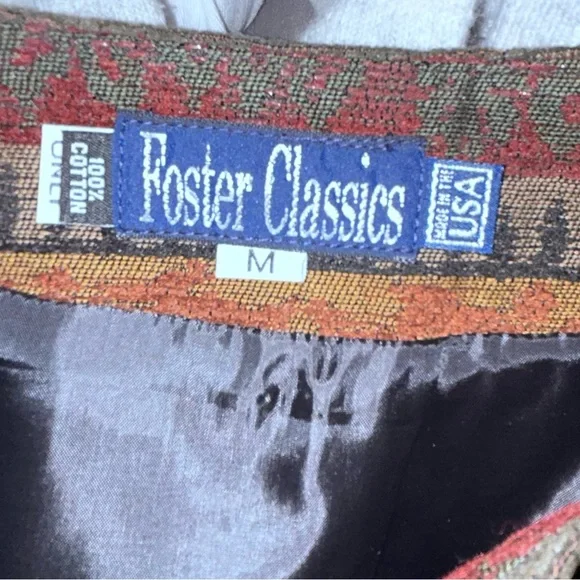 ONLY
100%
COTTON
Foster Classics
MADE IN THE
USA
M